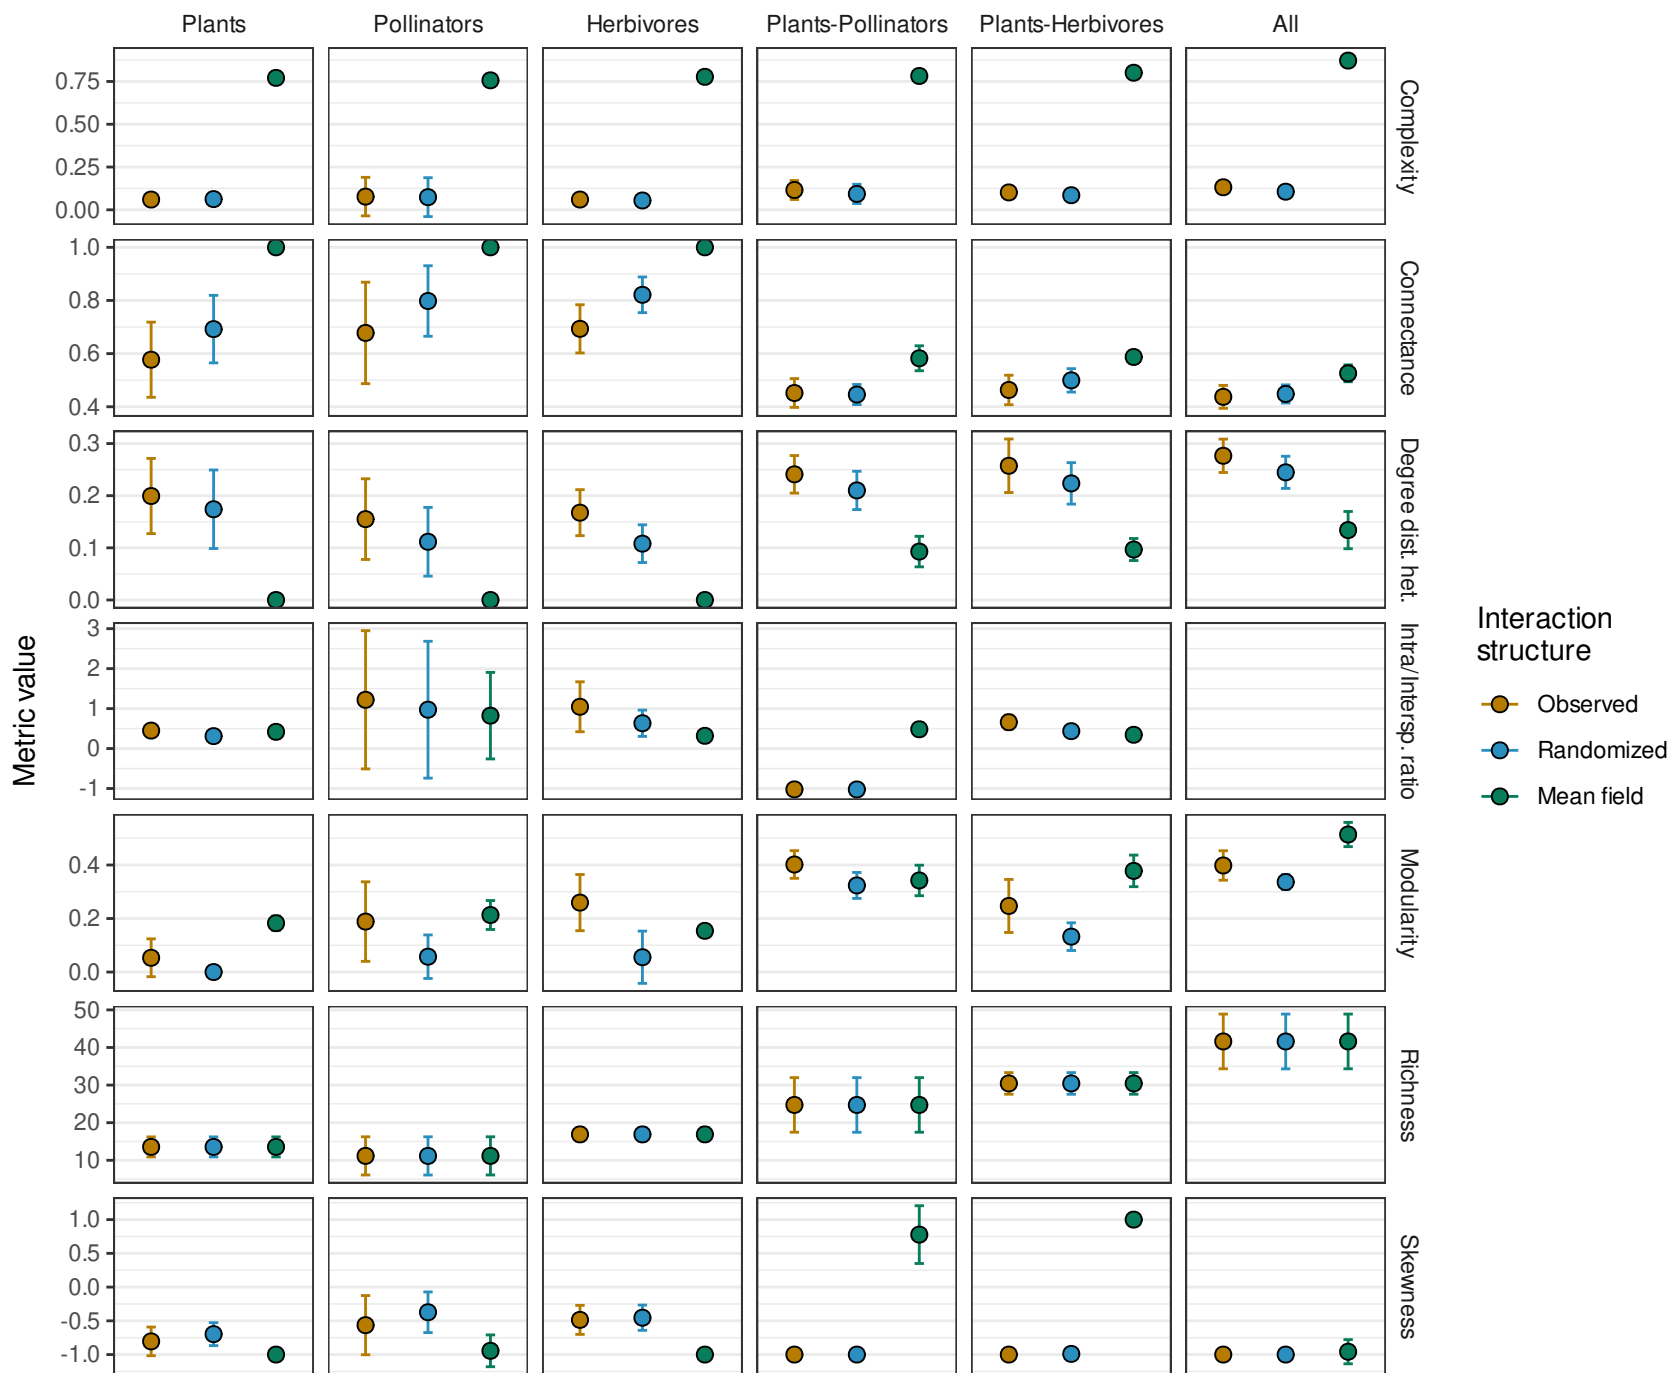 Plants Pollinators Herbivores Plants-Pollinators Plants-Herbivores All
Metric value
0.75
0.50
0.25
0.00
Complexity
1.0
0.8
0.6
0.4
Connectance
0.3
0.2
0.1
0.0
Degree dist. het.
3
2
1
0
-1
Intra/Intersp. ratio
0.4
0.2
0.0
Modularity
50
40
30
20
10
Richness
1.0
0.5
0.0
-0.5
-1.0
Skewness
Interaction
structure
Observed
Randomized
Mean field